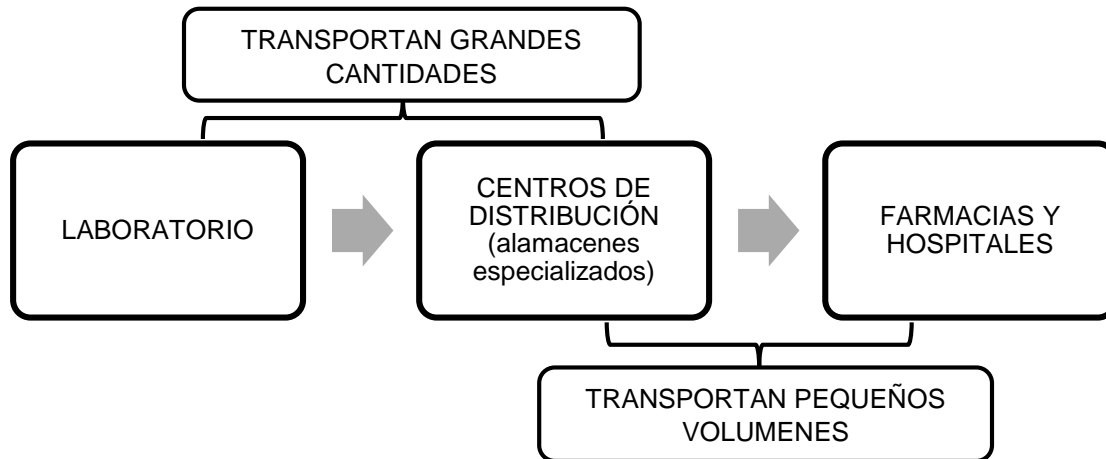 TRANSPORTAN GRANDES
CANTIDADES
LABORATORIO
CENTROS DE
DISTRIBUCIÓN
(alamacenes
especializados)
FARMACIAS Y
HOSPITALES
TRANSPORTAN PEQUEÑOS
VOLUMENES